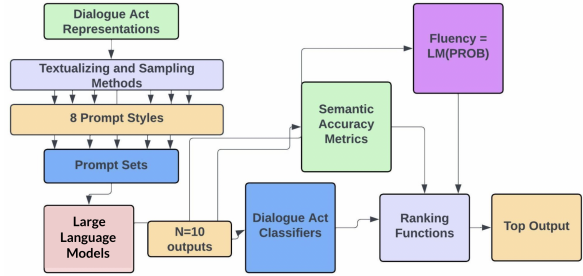 Dialogue Act
Representations
Textualizing and Sampling
Methods
8 Prompt Styles
Prompt Sets
Large
Language
Models
N=10
outputs
Dialogue Act
Classifiers
Semantic
Accuracy
Metrics
Fluency =
LM(PROB)
Ranking
Functions
Top Output